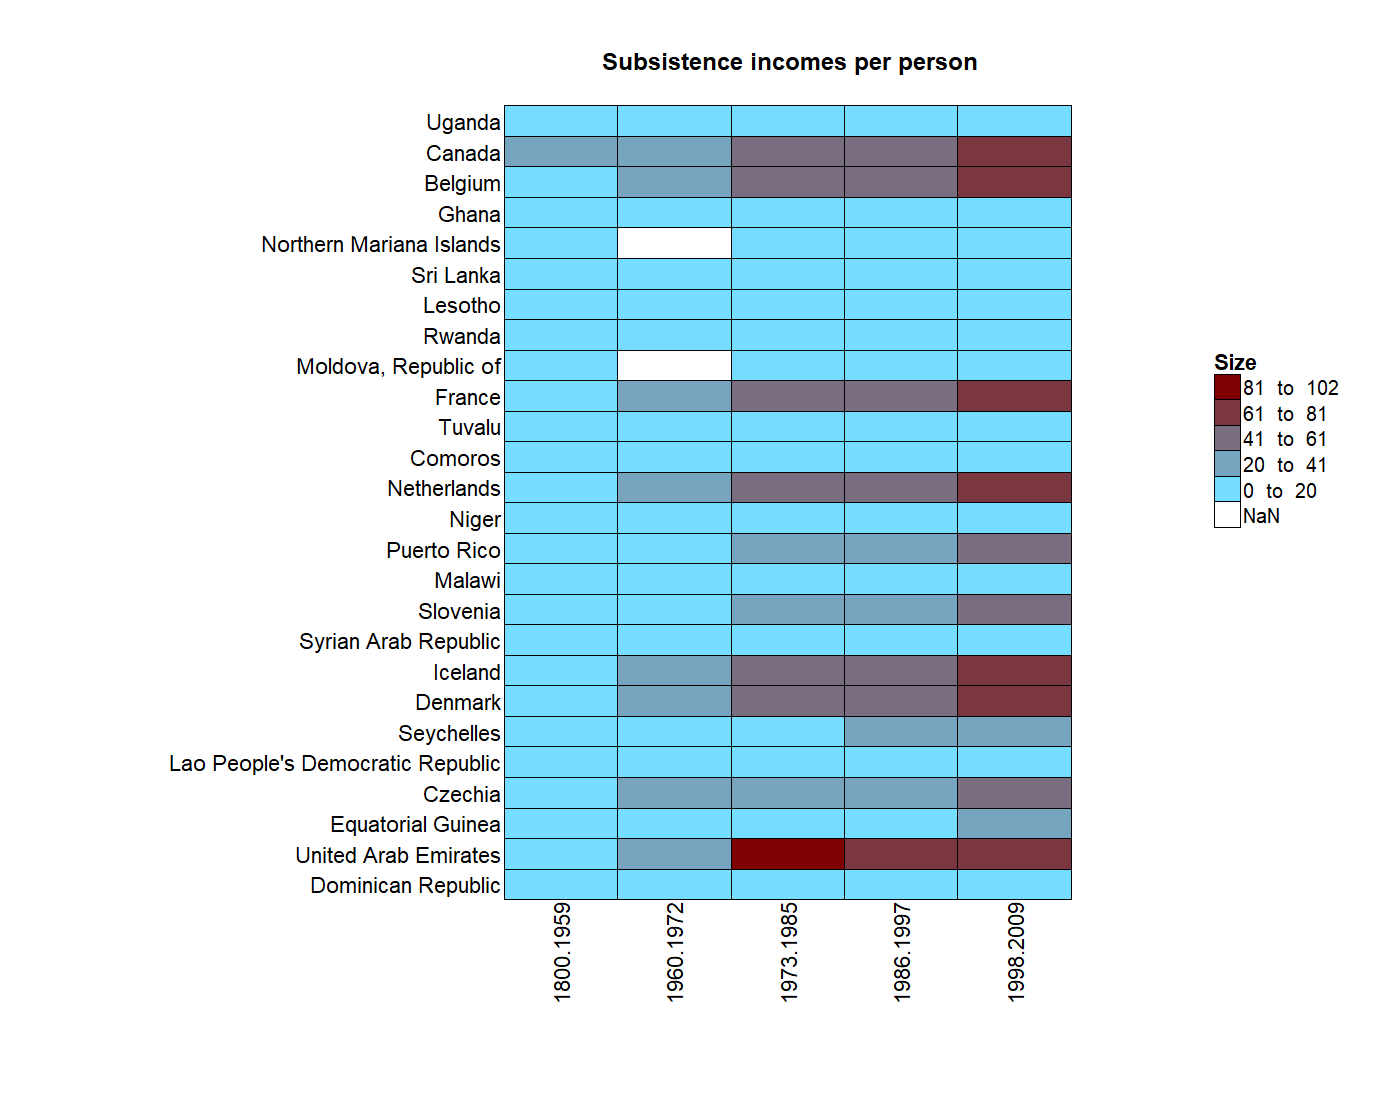 Subsistence incomes per person
Uganda
Canada
Belgium
Ghana
Northern Mariana Islands
Sri Lanka
Lesotho
Rwanda
Moldova, Republic of
France
Tuvalu
Comoros
Netherlands
Niger
Puerto Rico
Malawi
Slovenia
Syrian Arab Republic
Iceland
Denmark
Seychelles
Lao People's Democratic Republic
Czechia
Equatorial Guinea
United Arab Emirates
Dominican Republic
1800.1959
1960.1972
1973.1985
1986.1997
1998.2009
Size
81 to 102
61 to 81
41 to 61
20 to 41
0 to 20
NaN